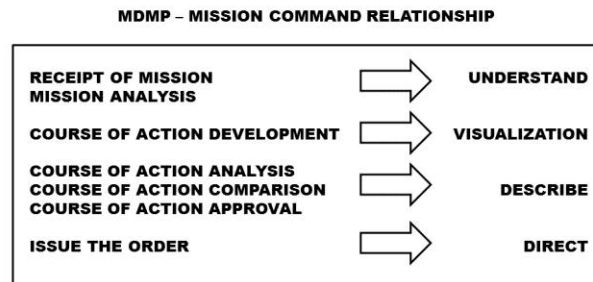 MDMP – MISSION COMMAND RELATIONSHIP
RECEIPT OF MISSION
MISSION ANALYSIS
UNDERSTAND
COURSE OF ACTION DEVELOPMENT
VISUALIZATION
COURSE OF ACTION ANALYSIS
COURSE OF ACTION COMPARISON
COURSE OF ACTION APPROVAL
DESCRIBE
ISSUE THE ORDER
DIRECT